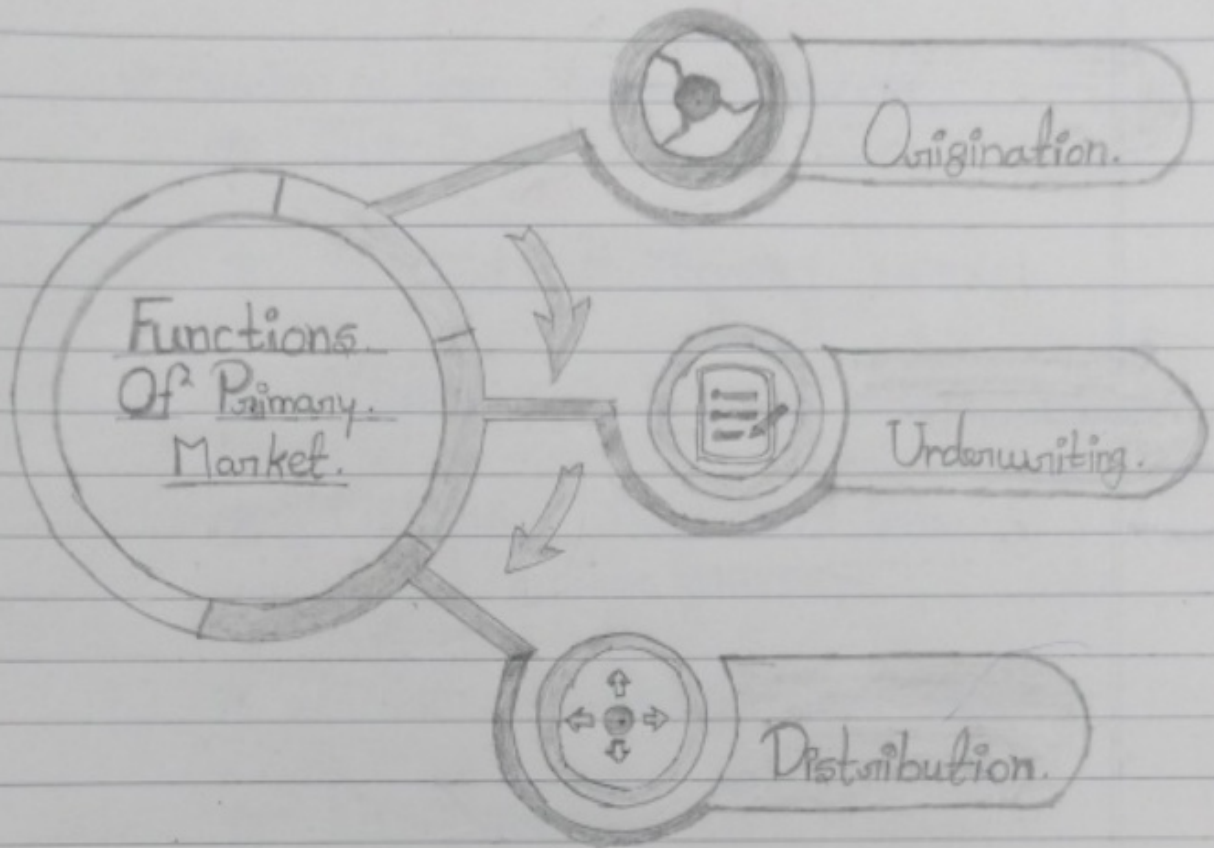 Functions
Of Primary.
Market.
Origination.
Underwriting.
Distribution.